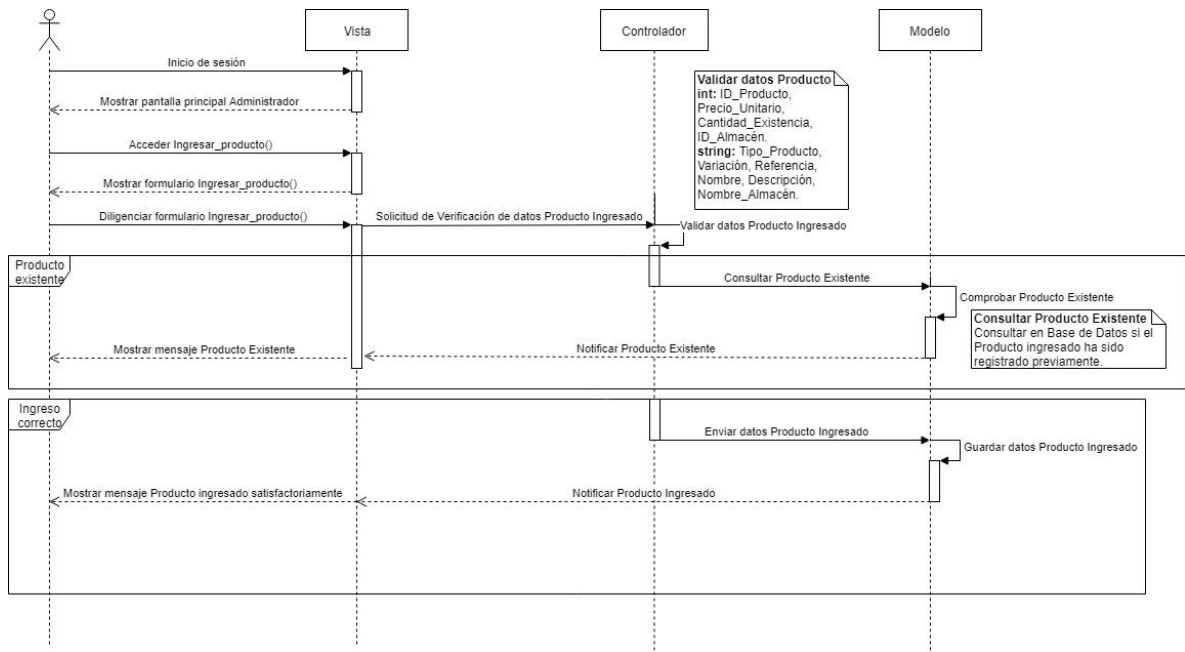 Vista
Controlador
Modelo
Inicio de sesión
Mostrar pantalla principal Administrador
Validar datos Producto
int: ID_Producto,
Precio_Unitario,
Cantidad_Existencia,
ID_Almacén.
string: Tipo_Producto,
Variación, Referencia,
Nombre, Descripción,
Nombre_Almacén.
Acceder Ingresar_producto()
Mostrar formulario Ingresar_producto()
Diligenciar formulario Ingresar_producto()
Solicitud de Verificación de datos Producto Ingresado
Validar datos Producto Ingresado
Producto
existente
Consultar Producto Existente
Comprobar Producto Existente
Consultar Producto Existente
Consultar en Base de Datos si el
Producto ingresado ha sido
registrado previamente.
Notificar Producto Existente
Mostrar mensaje Producto Existente
Ingreso
correcto
Enviar datos Producto Ingresado
Guardar datos Producto Ingresado
Notificar Producto Ingresado
Mostrar mensaje Producto ingresado satisfactoriamente